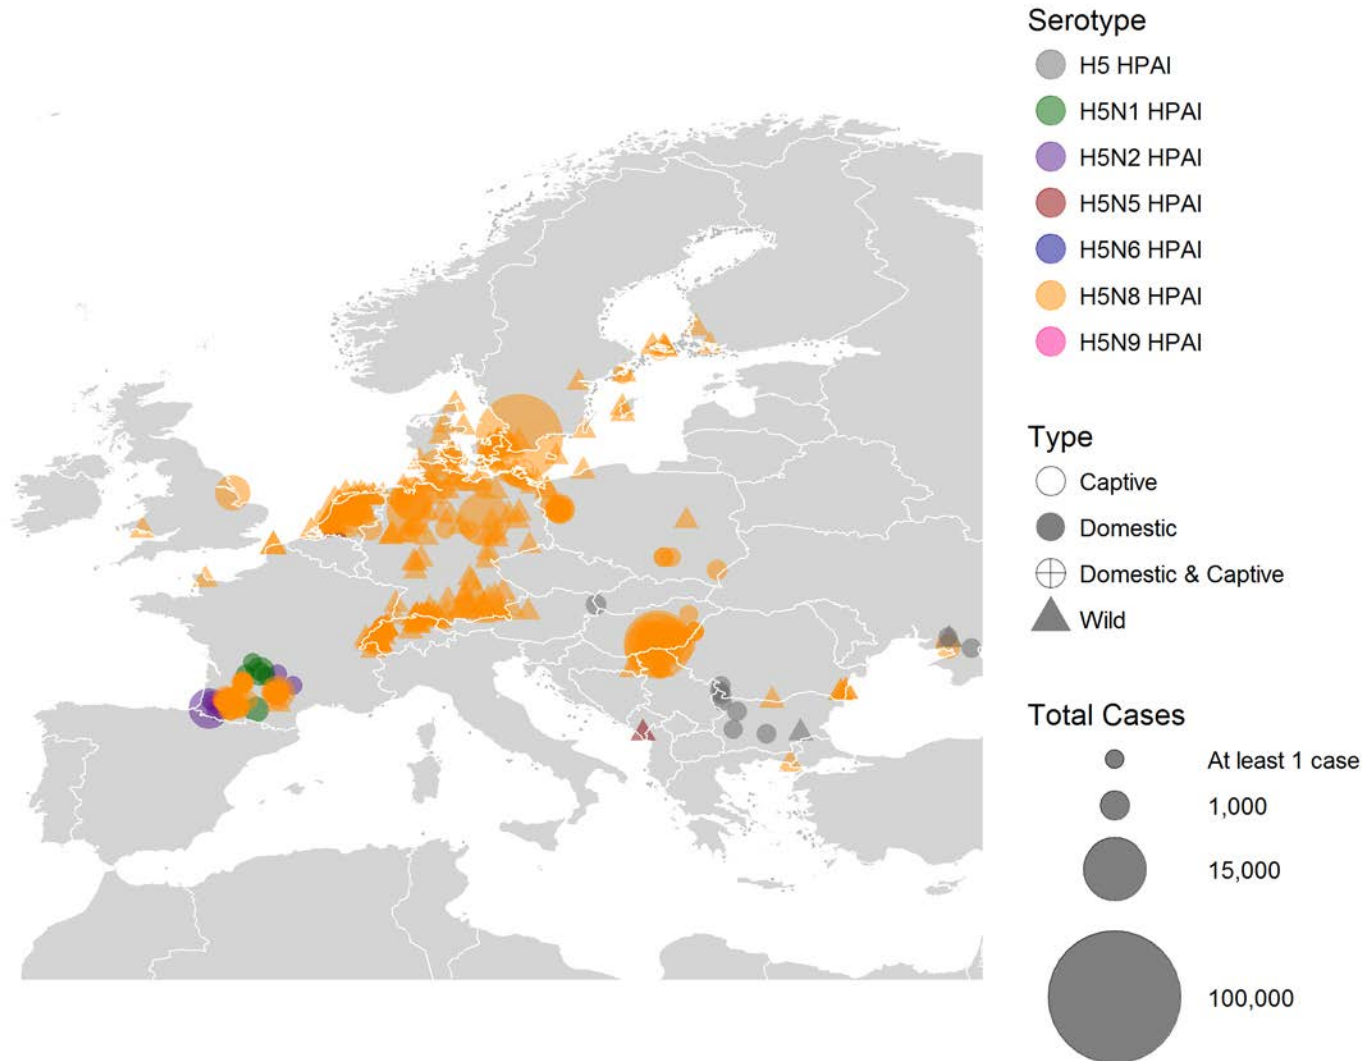 Serotype
H5 HPAI
H5N1 HPAI
H5N2 HPAI
H5N5 HPAI
H5N6 HPAI
H5N8 HPAI
H5N9 HPAI
Type
Captive
Domestic
Domestic & Captive
Wild
Total Cases
At least 1 case
1,000
15,000
100,000